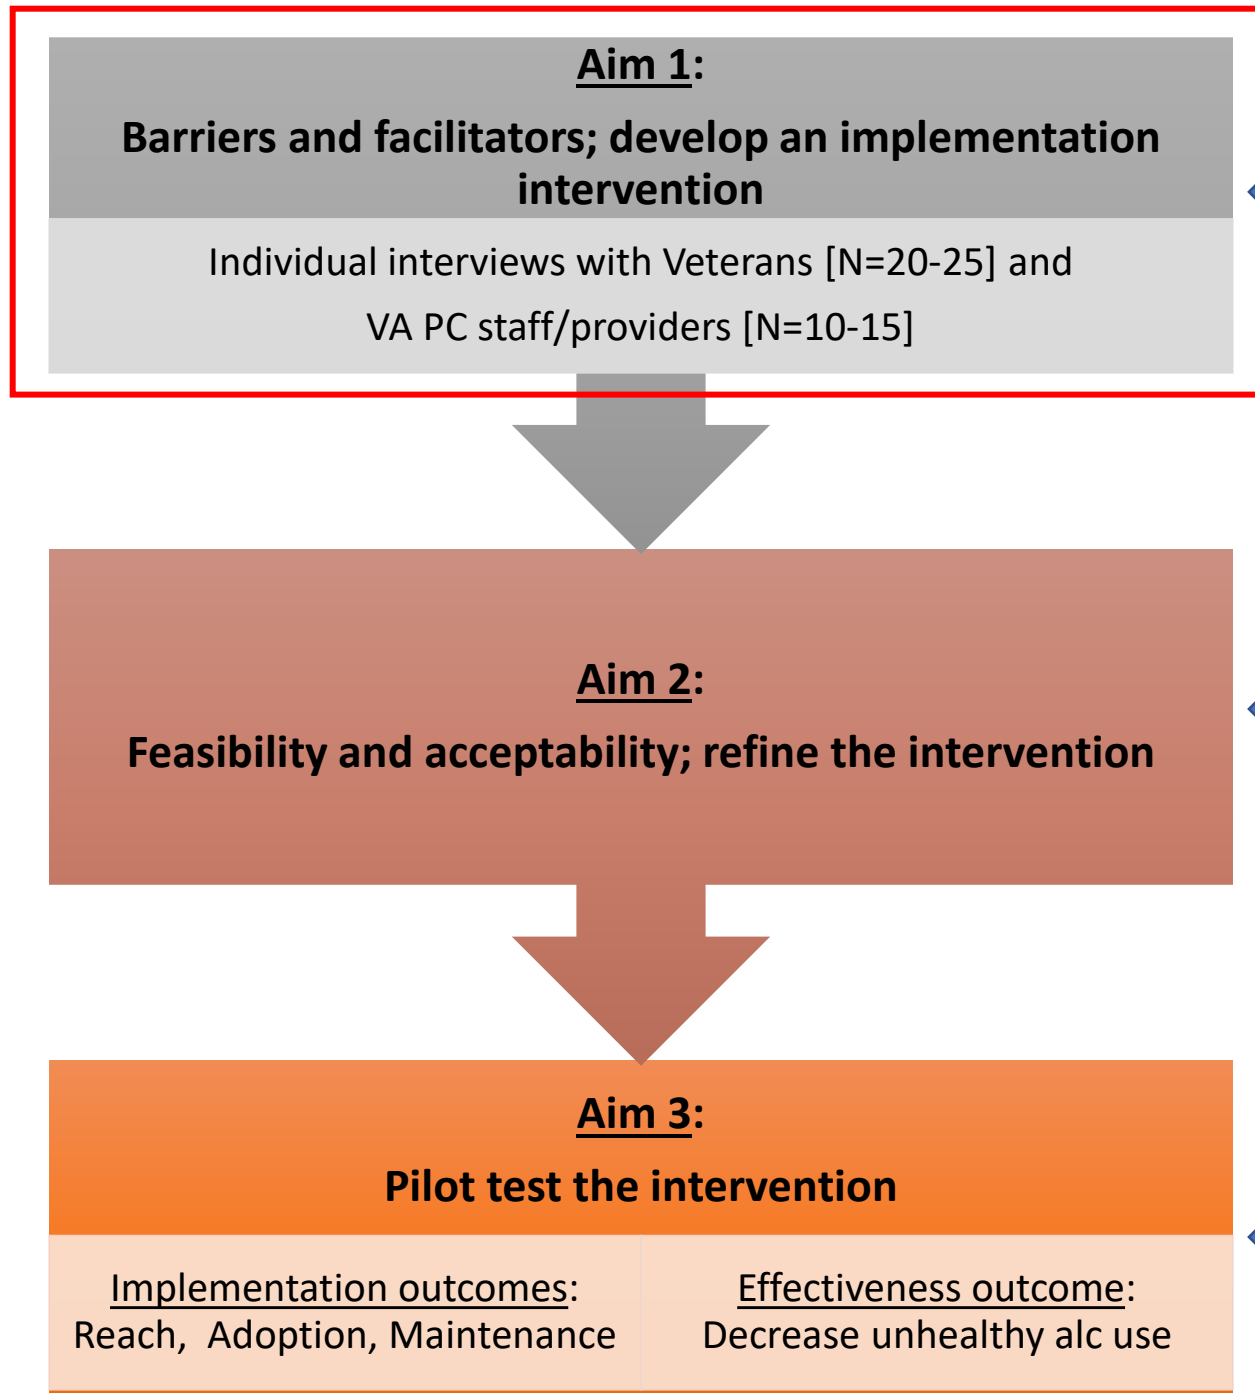 Aim 1:
Barriers and facilitators; develop an implementation
intervention
Individual interviews with Veterans [N=20-25] and
VA PC staff/providers [N=10-15]
Aim 2:
Feasibility and acceptability; refine the intervention
Aim 3:
Pilot test the intervention
Implementation outcomes:
Reach,  Adoption, Maintenance
Effectiveness outcome:
Decrease unhealthy alc use